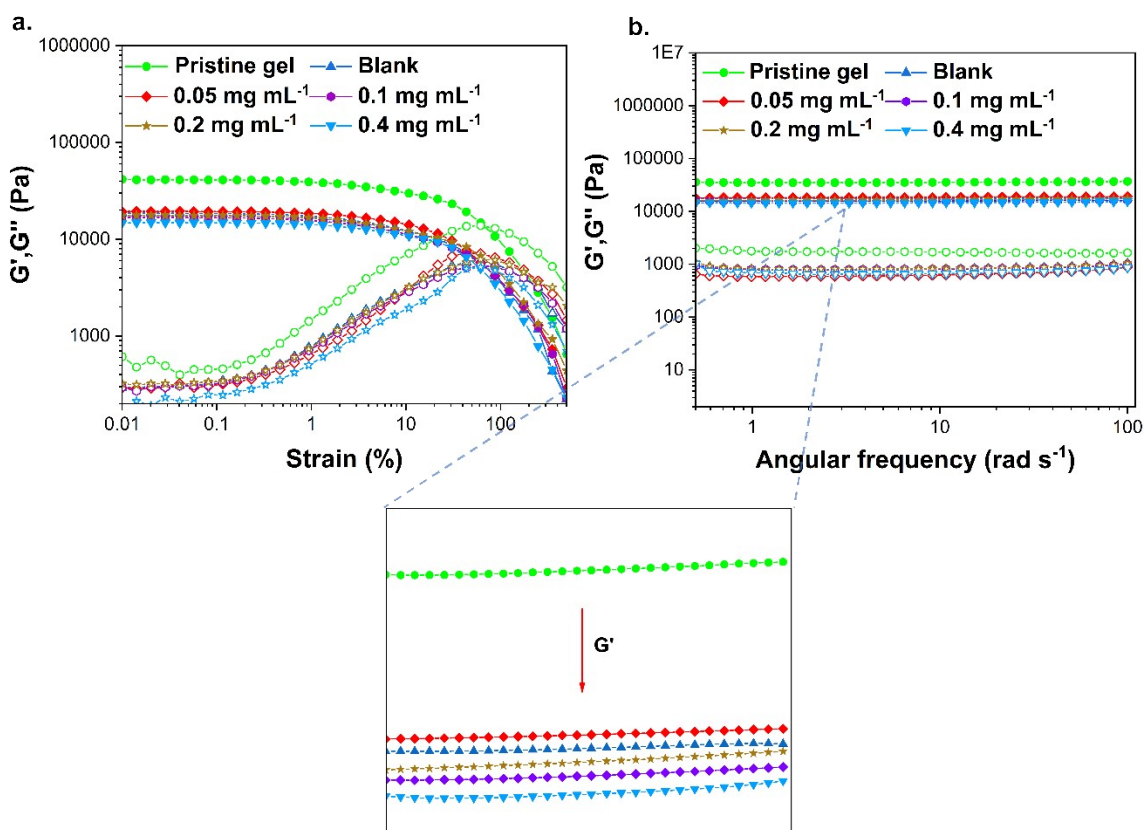 a.
1000000
100000
10000
1000
G',G'' (Pa)
Pristine gel Blank
0.05 mg mL⁻¹ 0.1 mg mL⁻¹
0.2 mg mL⁻¹ 0.4 mg mL⁻¹
0.01 0.1 1 10 100
Strain (%)
b.
1E7
1000000
100000
10000
1000
100
10
G',G'' (Pa)
Pristine gel Blank
0.05 mg mL⁻¹ 0.1 mg mL⁻¹
0.2 mg mL⁻¹ 0.4 mg mL⁻¹
1 10 100
Angular frequency (rad s⁻¹)
G'